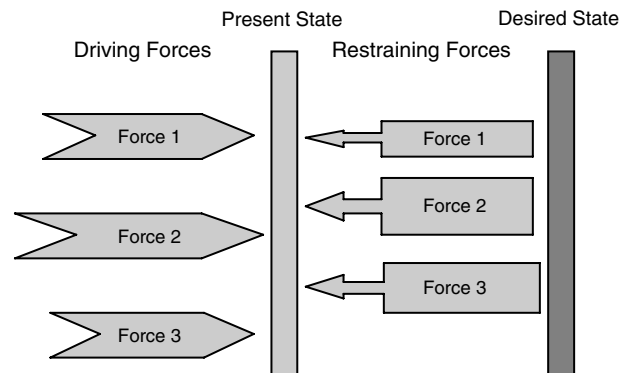 Present State
Desired State
Driving Forces
Restraining Forces
Force 1
Force 1
Force 2
Force 2
Force 3
Force 3